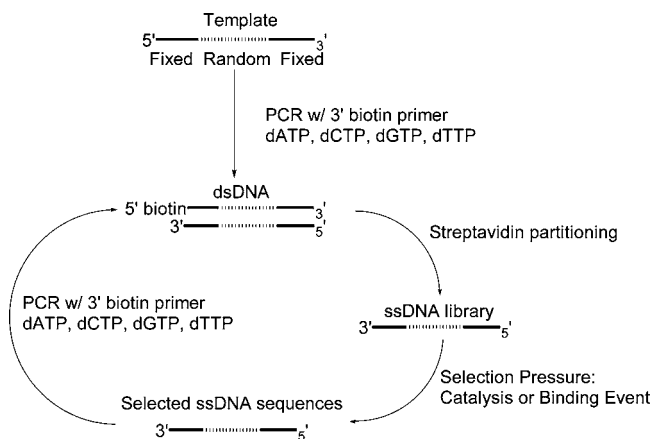 Template
5' 3'
Fixed Random Fixed
PCR w/ 3' biotin primer
dATP, dCTP, dGTP, dTTP
dsDNA
5' biotin 3'
3' 5'
Streptavidin partitioning
PCR w/ 3' biotin primer
dATP, dCTP, dGTP, dTTP
ssDNA library
3' 5'
Selection Pressure:
Catalysis or Binding Event
Selected ssDNA sequences
3' 5'